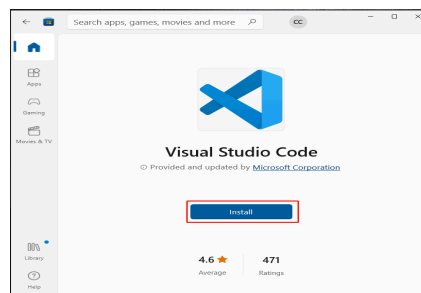 Search apps, games, movies and more
CC
Apps
Gaming
Movies & TV
Visual Studio Code
Provided and updated by Microsoft Corporation
Install
4.6 ★ 471
Average Ratings
Library
Help